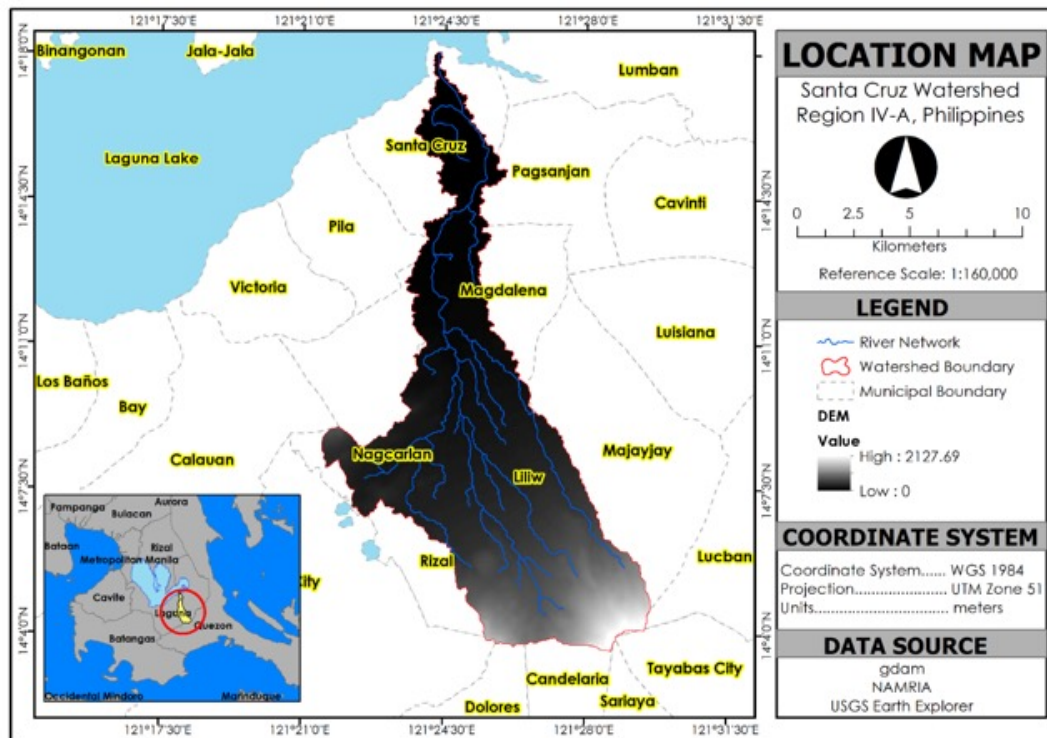 121°17'30"E 121°21'0"E 121°24'30"E 121°28'0"E 121°31'30"E
14°18'0"N
14°14'30"N
14°11'0"N
14°7'30"N
14°4'0"N
Binangonan
Jala-Jala
Lumban
Laguna Lake
Santa Cruz
Pagsanjan
Cavinti
Pila
Victoria
Magdalena
Luisiana
Los Baños
Bay
Calauan
Nagcarlan
Liliw
Majayjay
Rizal
Lucban
City
Candelaria
Tayabas City
Dolores
Sariaya
Pampanga
Bulacan
Aurora
Bataan
Rizal
Metropolitan Manila
Cavite
Laguna
Quezon
Batangas
Occidental Mindoro
Marinduque
14°18'0"N
14°14'30"N
14°11'0"N
14°7'30"N
14°4'0"N
121°17'30"E 121°21'0"E 121°24'30"E 121°28'0"E 121°31'30"E
LOCATION MAP
Santa Cruz Watershed
Region IV-A, Philippines
0 2.5 5 10
Kilometers
Reference Scale: 1:160,000
LEGEND
River Network
Watershed Boundary
Municipal Boundary
DEM
Value
High : 2127.69
Low : 0
COORDINATE SYSTEM
Coordinate System...... WGS 1984
Projection.................... UTM Zone 51
Units............................. meters
DATA SOURCE
gdam
NAMRIA
USGS Earth Explorer